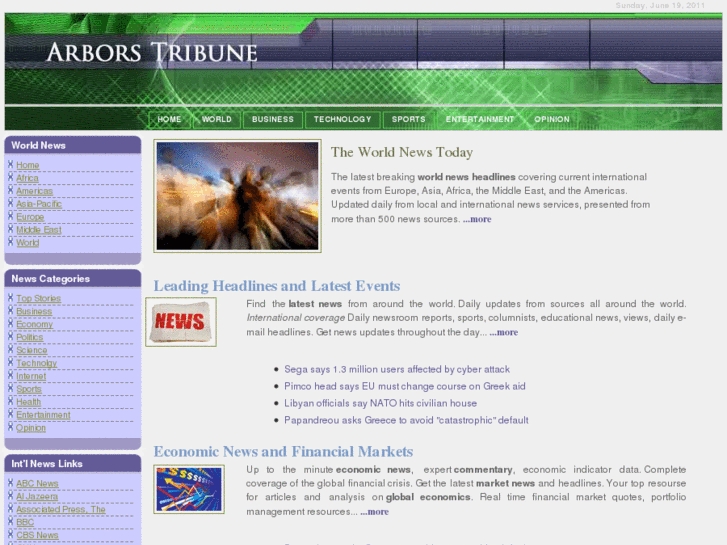 Sunday, June 19, 2011
ARBORS TRIBUNE
HOME WORLD BUSINESS TECHNOLOGY SPORTS ENTERTAINMENT OPINION
World News
Home
Africa
Americas
Asia-Pacific
Europe
Middle East
World
News Categories
Top Stories
Business
Economy
Politics
Science
Technolgy
Internet
Sports
Health
Entertainment
Opinion
Int'l News Links
ABC News
Al Jazeera
Associated Press, The
BBC
CBS News
The World News Today
The latest breaking world news headlines covering current international
events from Europe, Asia, Africa, the Middle East, and the Americas.
Updated daily from local and international news services, presented from
more than 500 news sources. ...more
Leading Headlines and Latest Events
NEWS
Find the latest news from around the world. Daily updates from sources all around the world.
International coverage Daily newsroom reports, sports, columnists, educational news, views, daily e-
mail headlines. Get news updates throughout the day... ...more
Sega says 1.3 million users affected by cyber attack
Pimco head says EU must change course on Greek aid
Libyan officials say NATO hits civilian house
Papandreou asks Greece to avoid "catastrophic" default
Economic News and Financial Markets
Up to the minute economic news, expert commentary, economic indicator data. Complete
coverage of the global financial crisis. Get the latest market news and headlines. Your top resourse
for articles and analysis on global economics. Real time financial market quotes, portfolio
management resources... ...more